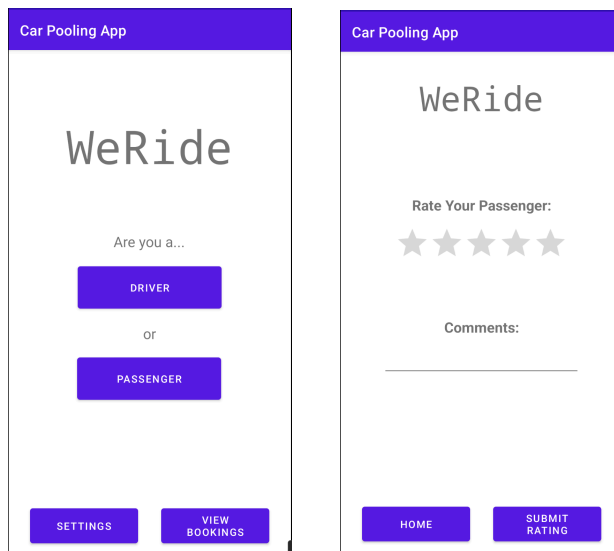 Car Pooling App
WeRide
Are you a...
DRIVER
or
PASSENGER
SETTINGS
VIEW
BOOKINGS
Car Pooling App
WeRide
Rate Your Passenger:
Comments:
HOME
SUBMIT
RATING